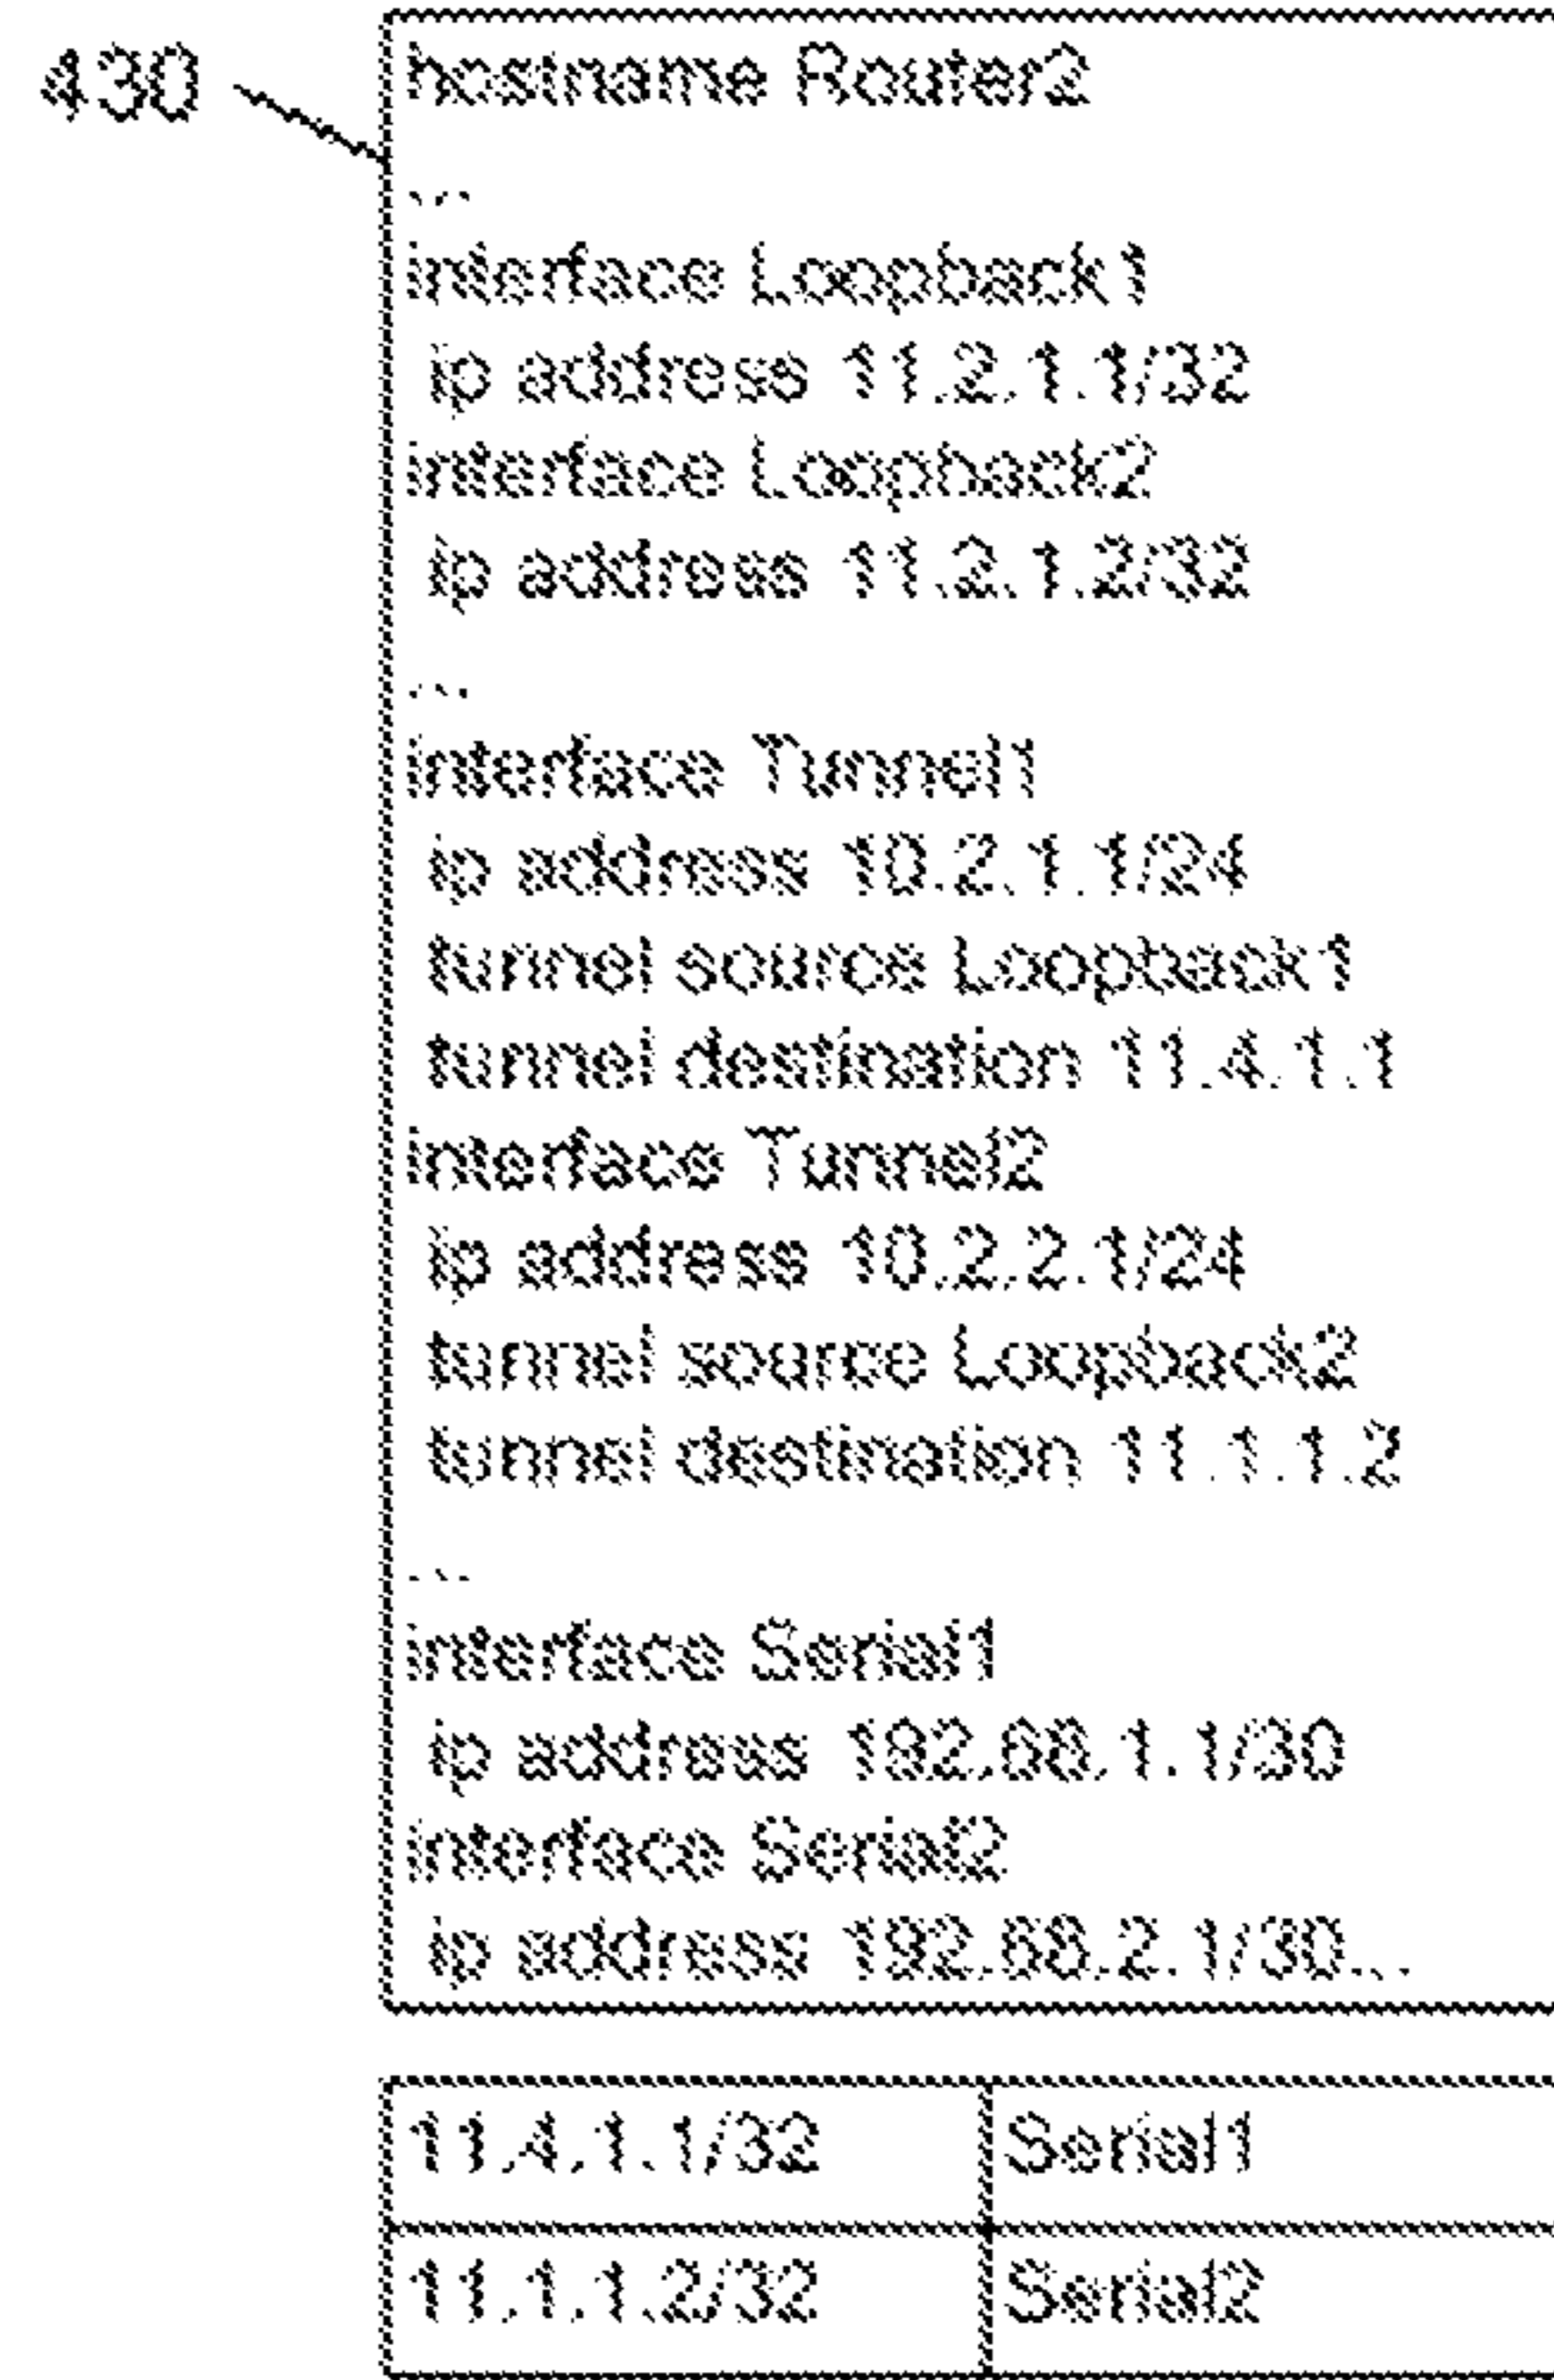 430
hostname Router2
...
interface Loopback1
ip address 11.2.1.1/32
interface Loopback2
ip address 11.2.1.2/32
...
interface Tunnel1
ip address 10.2.1.1/24
tunnel source Loopback1
tunnel destination 11.4.1.1
interface Tunnel2
ip address 10.2.2.1/24
tunnel source Loopback2
tunnel destination 11.1.1.2
...
interface Serial1
ip address 192.68.1.1/30
interface Serial2
ip address 192.68.2.1/30...
11.4.1.1/32 Serial1
11.1.1.2/32 Serial2